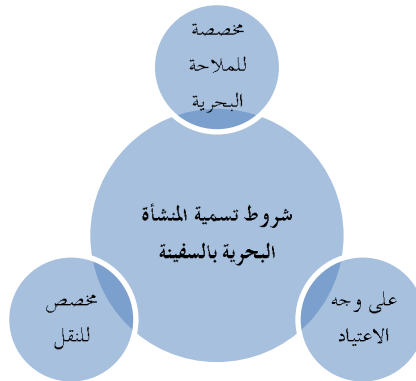 مخصصة
للملاحة
البحرية
شروط تسمية المنشأة
البحرية بالسفينة
على وجه
الاعتياد
مخصص
للنقل